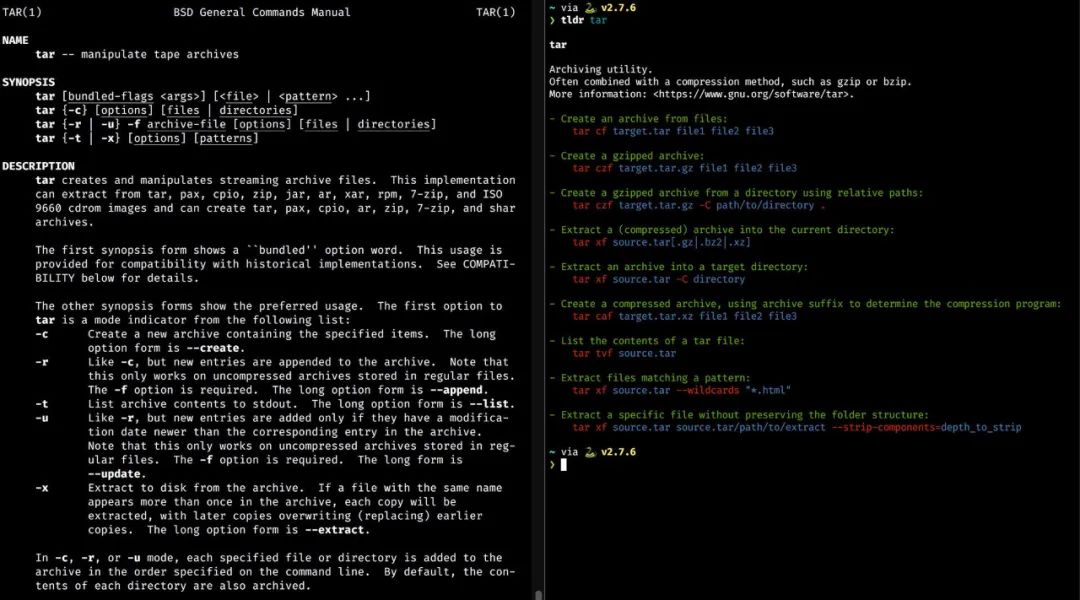 TAR(1) BSD General Commands Manual TAR(1)
NAME
tar -- manipulate tape archives
SYNOPSIS
tar [bundled-flags <args>] [<file> | <pattern> ...]
tar {-c} [options] [files | directories]
tar {-r | -u} -f archive-file [options] [files | directories]
tar {-t | -x} [options] [patterns]
DESCRIPTION
tar creates and manipulates streaming archive files. This implementation
can extract from tar, pax, cpio, zip, jar, ar, xar, rpm, 7-zip, and ISO
9660 cdrom images and can create tar, pax, cpio, ar, zip, 7-zip, and shar
archives.
The first synopsis form shows a ``bundled'' option word. This usage is
provided for compatibility with historical implementations. See COMPATI-
BILITY below for details.
The other synopsis forms show the preferred usage. The first option to
tar is a mode indicator from the following list:
-c Create a new archive containing the specified items. The long
option form is --create.
-r Like -c, but new entries are appended to the archive. Note that
this only works on uncompressed archives stored in regular files.
The -f option is required. The long option form is --append.
-t List archive contents to stdout. The long option form is --list.
-u Like -r, but new entries are added only if they have a modifica-
tion date newer than the corresponding entry in the archive.
Note that this only works on uncompressed archives stored in reg-
ular files. The -f option is required. The long form is
--update.
-x Extract to disk from the archive. If a file with the same name
appears more than once in the archive, each copy will be
extracted, with later copies overwriting (replacing) earlier
copies. The long option form is --extract.
In -c, -r, or -u mode, each specified file or directory is added to the
archive in the order specified on the command line. By default, the con-
tents of each directory are also archived.
~ via 🐍 v2.7.6
❯ tldr tar
tar
Archiving utility.
Often combined with a compression method, such as gzip or bzip.
More information: <https://www.gnu.org/software/tar>.
- Create an archive from files:
tar cf target.tar file1 file2 file3
- Create a gzipped archive:
tar czf target.tar.gz file1 file2 file3
- Create a gzipped archive from a directory using relative paths:
tar czf target.tar.gz -C path/to/directory .
- Extract a (compressed) archive into the current directory:
tar xf source.tar[.gz|.bz2|.xz]
- Extract an archive into a target directory:
tar xf source.tar -C directory
- Create a compressed archive, using archive suffix to determine the compression program:
tar caf target.tar.xz file1 file2 file3
- List the contents of a tar file:
tar tvf source.tar
- Extract files matching a pattern:
tar xf source.tar --wildcards "*.html"
- Extract a specific file without preserving the folder structure:
tar xf source.tar source.tar/path/to/extract --strip-components=depth_to_strip
~ via 🐍 v2.7.6
❯